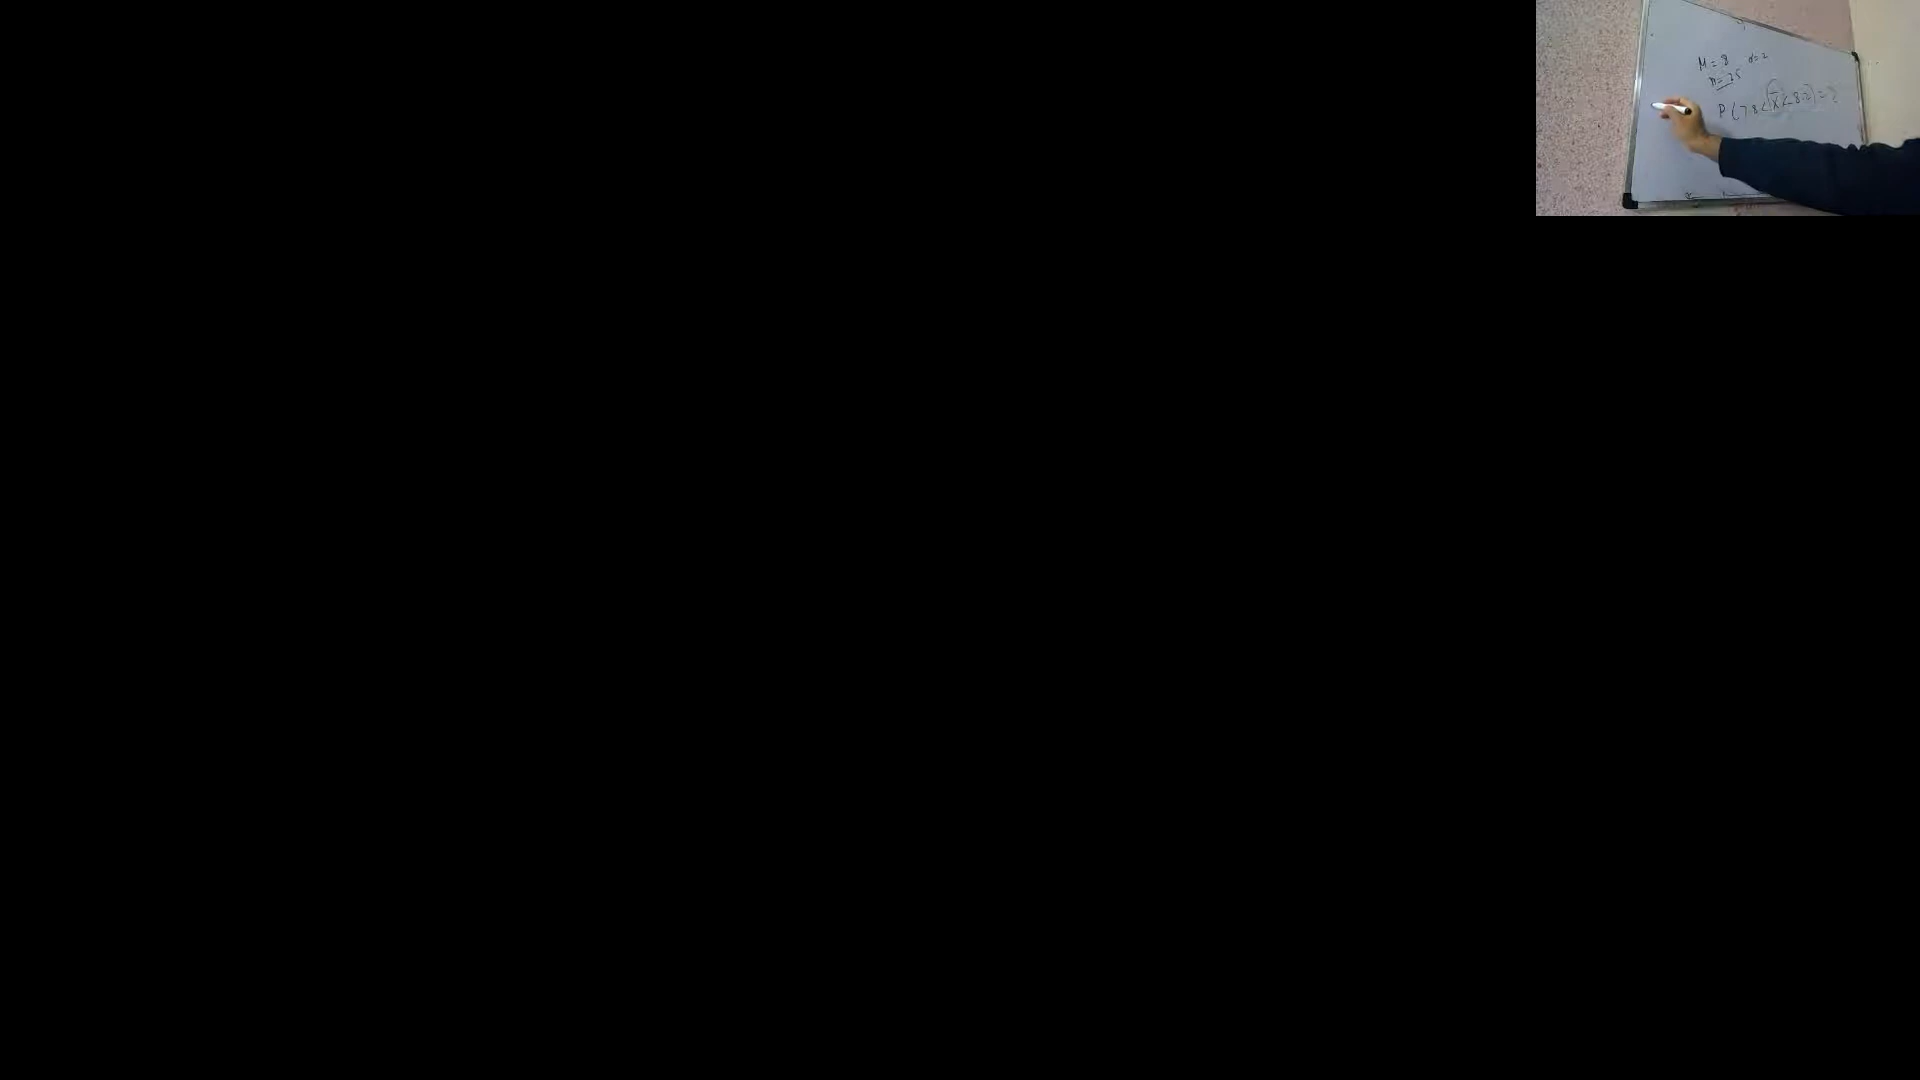 M = 8 σ = 2
n = 25
P ( 7.8 < X̄ < 8.2 ) = ?